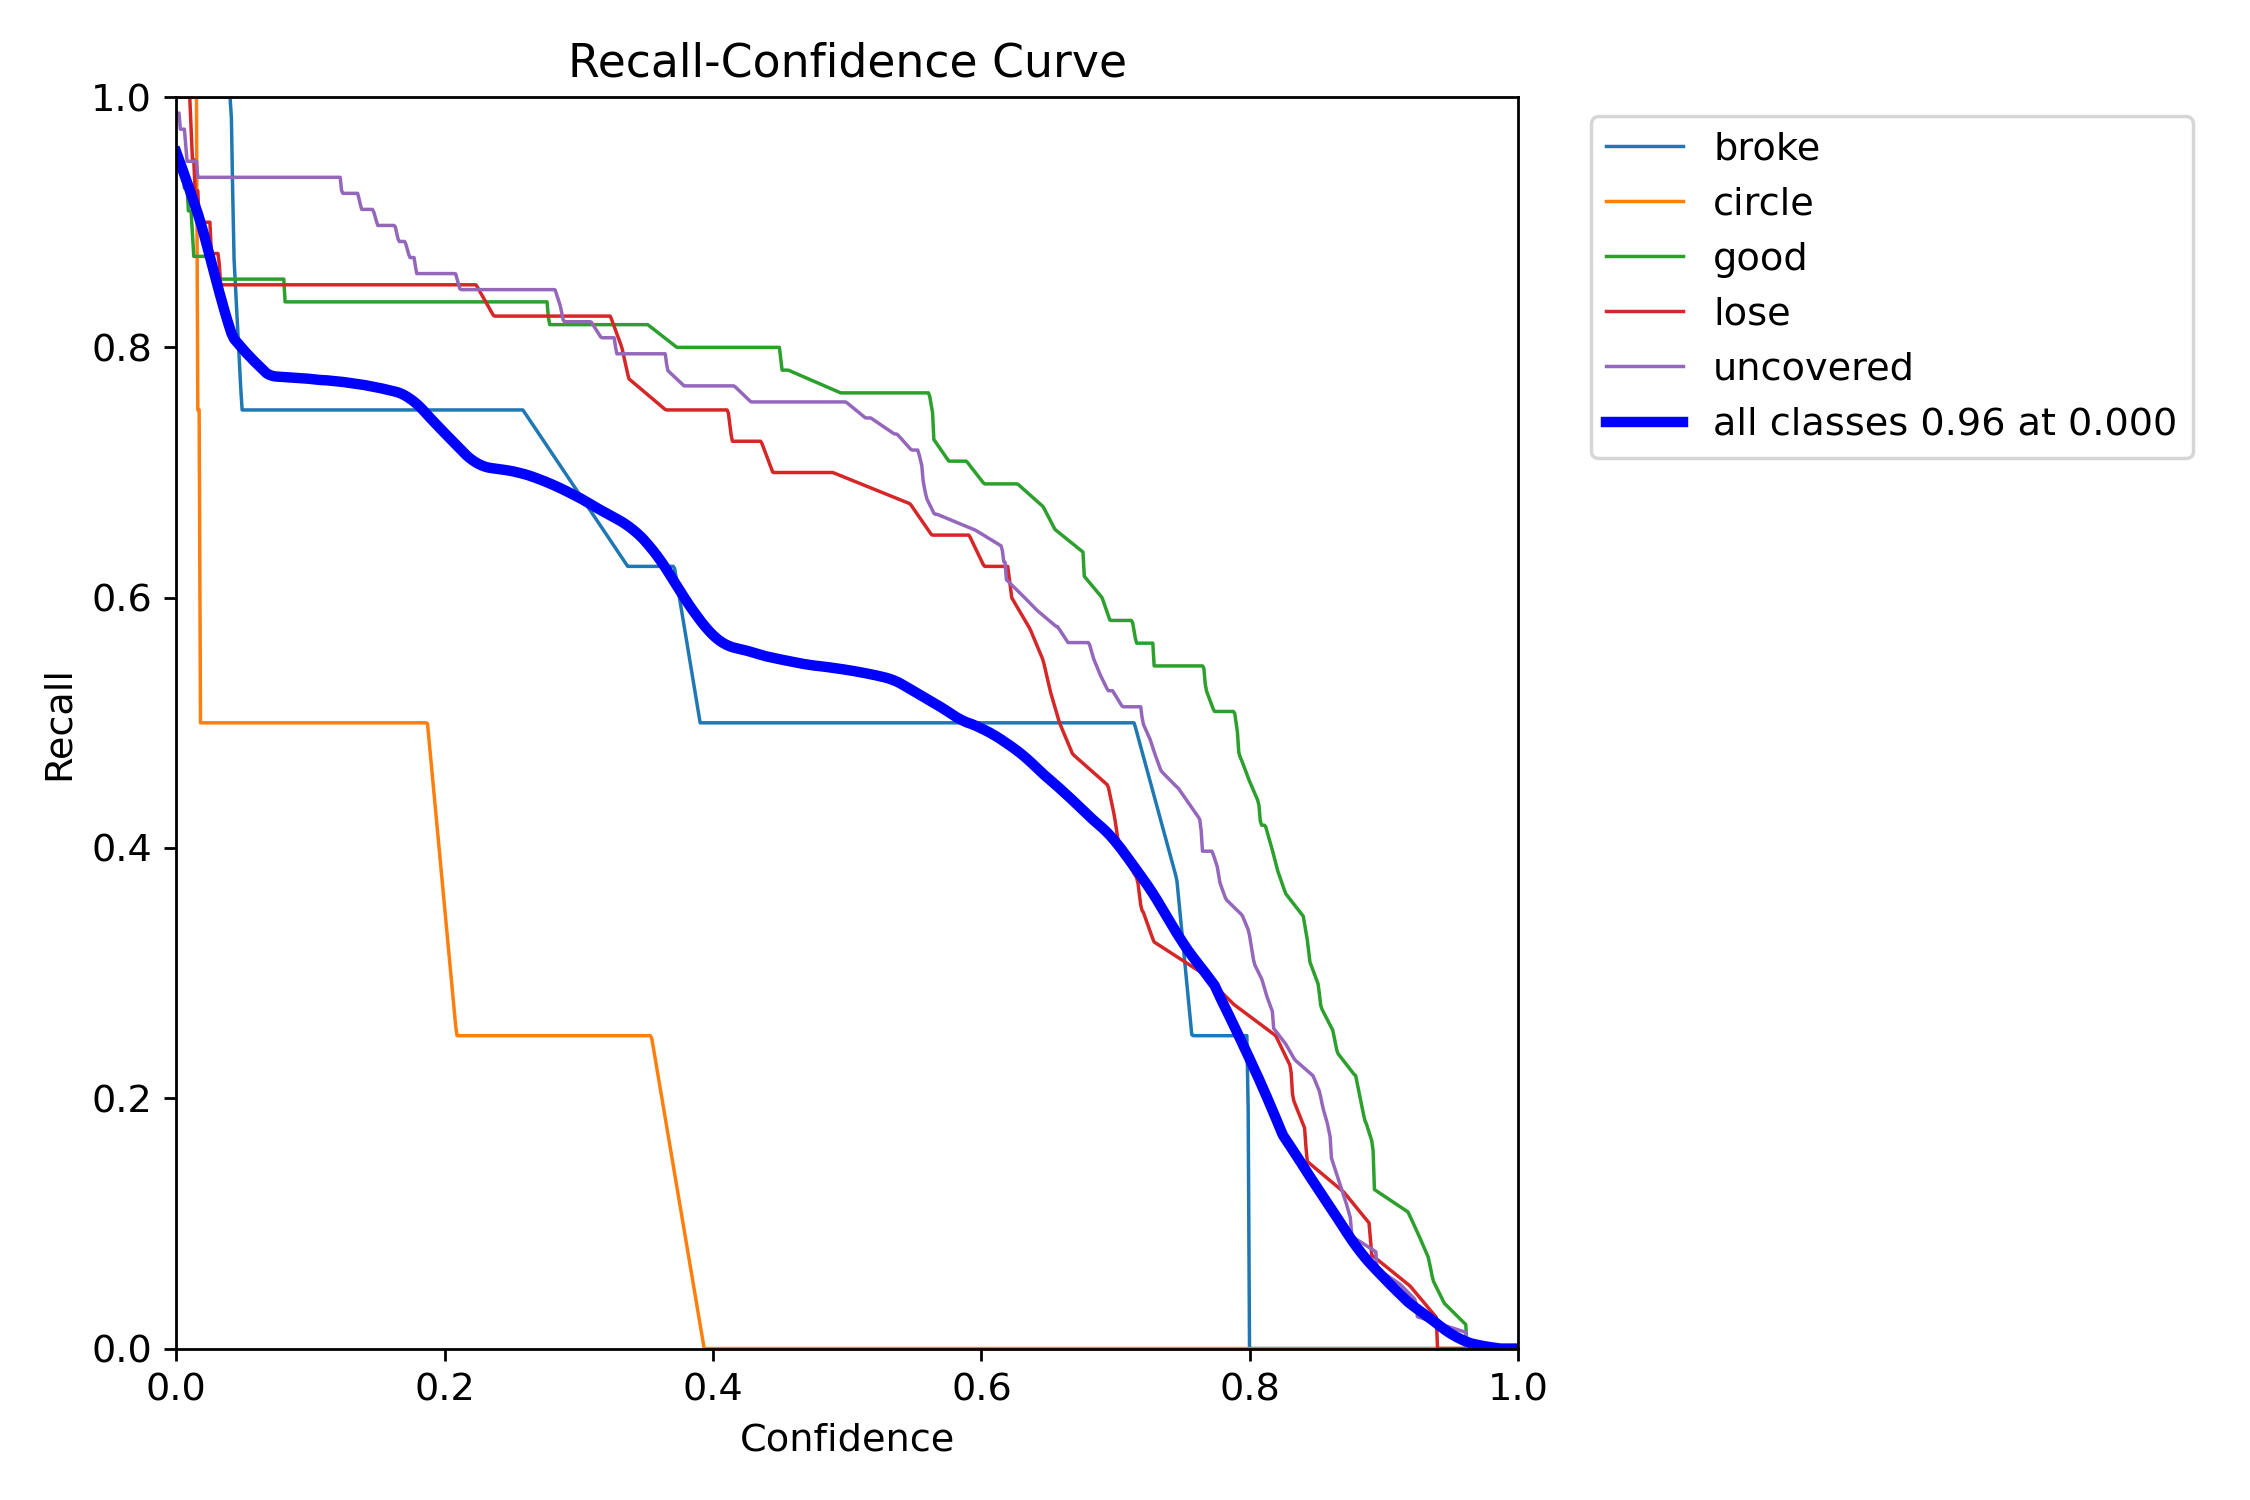 Recall-Confidence Curve
1.0
0.8
0.6
0.4
0.2
0.0
Recall
0.0 0.2 0.4 0.6 0.8 1.0
Confidence
broke
circle
good
lose
uncovered
all classes 0.96 at 0.000